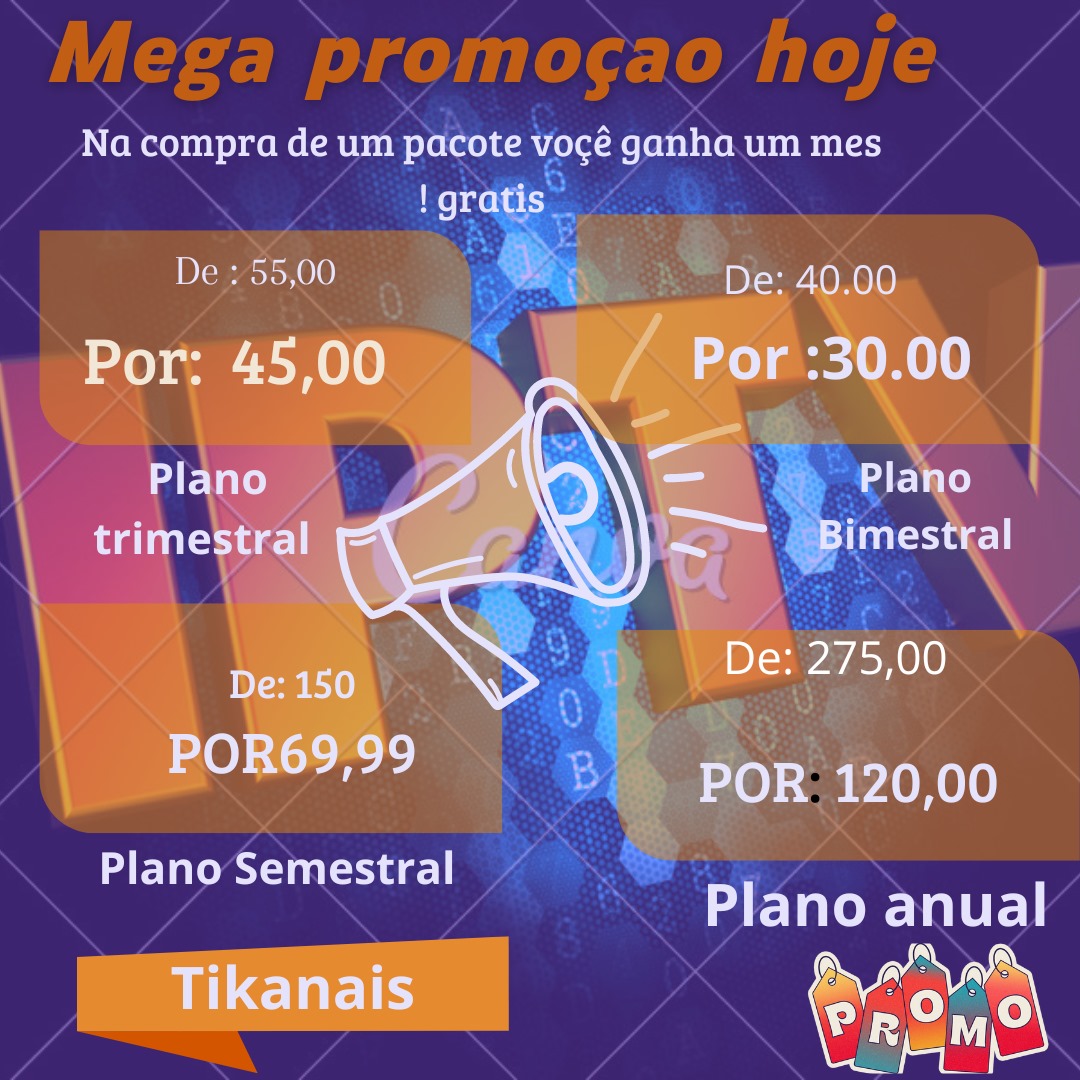 Mega promoçao hoje
Na compra de um pacote voçê ganha um mes
! gratis
De : 55,00
Por: 45,00
Plano
trimestral
De: 40.00
Por :30.00
Plano
Bimestral
IPTV
Canva
De: 150
POR69,99
Plano Semestral
De: 275,00
POR: 120,00
Plano anual
Tikanais
PROMO